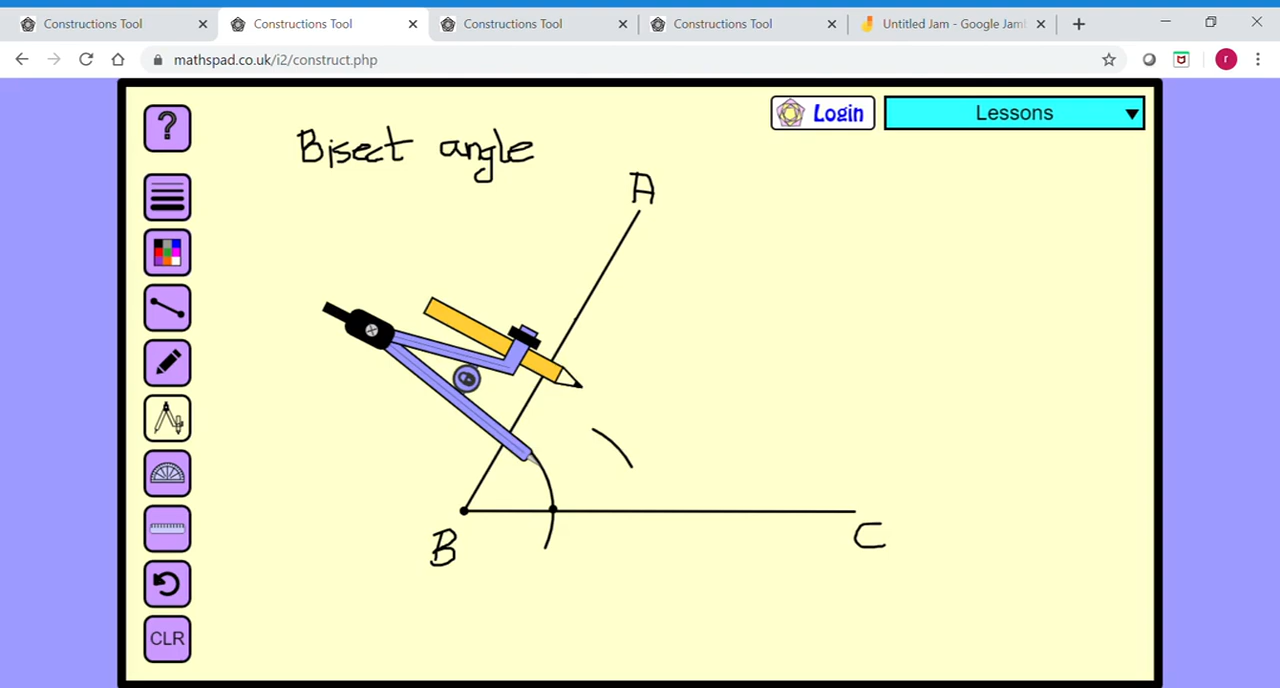 Constructions Tool
Constructions Tool
Constructions Tool
Constructions Tool
Untitled Jam - Google Jamb
mathspad.co.uk/i2/construct.php
r
?
Login
Lessons
Bisect angle
A
B
C
CLR